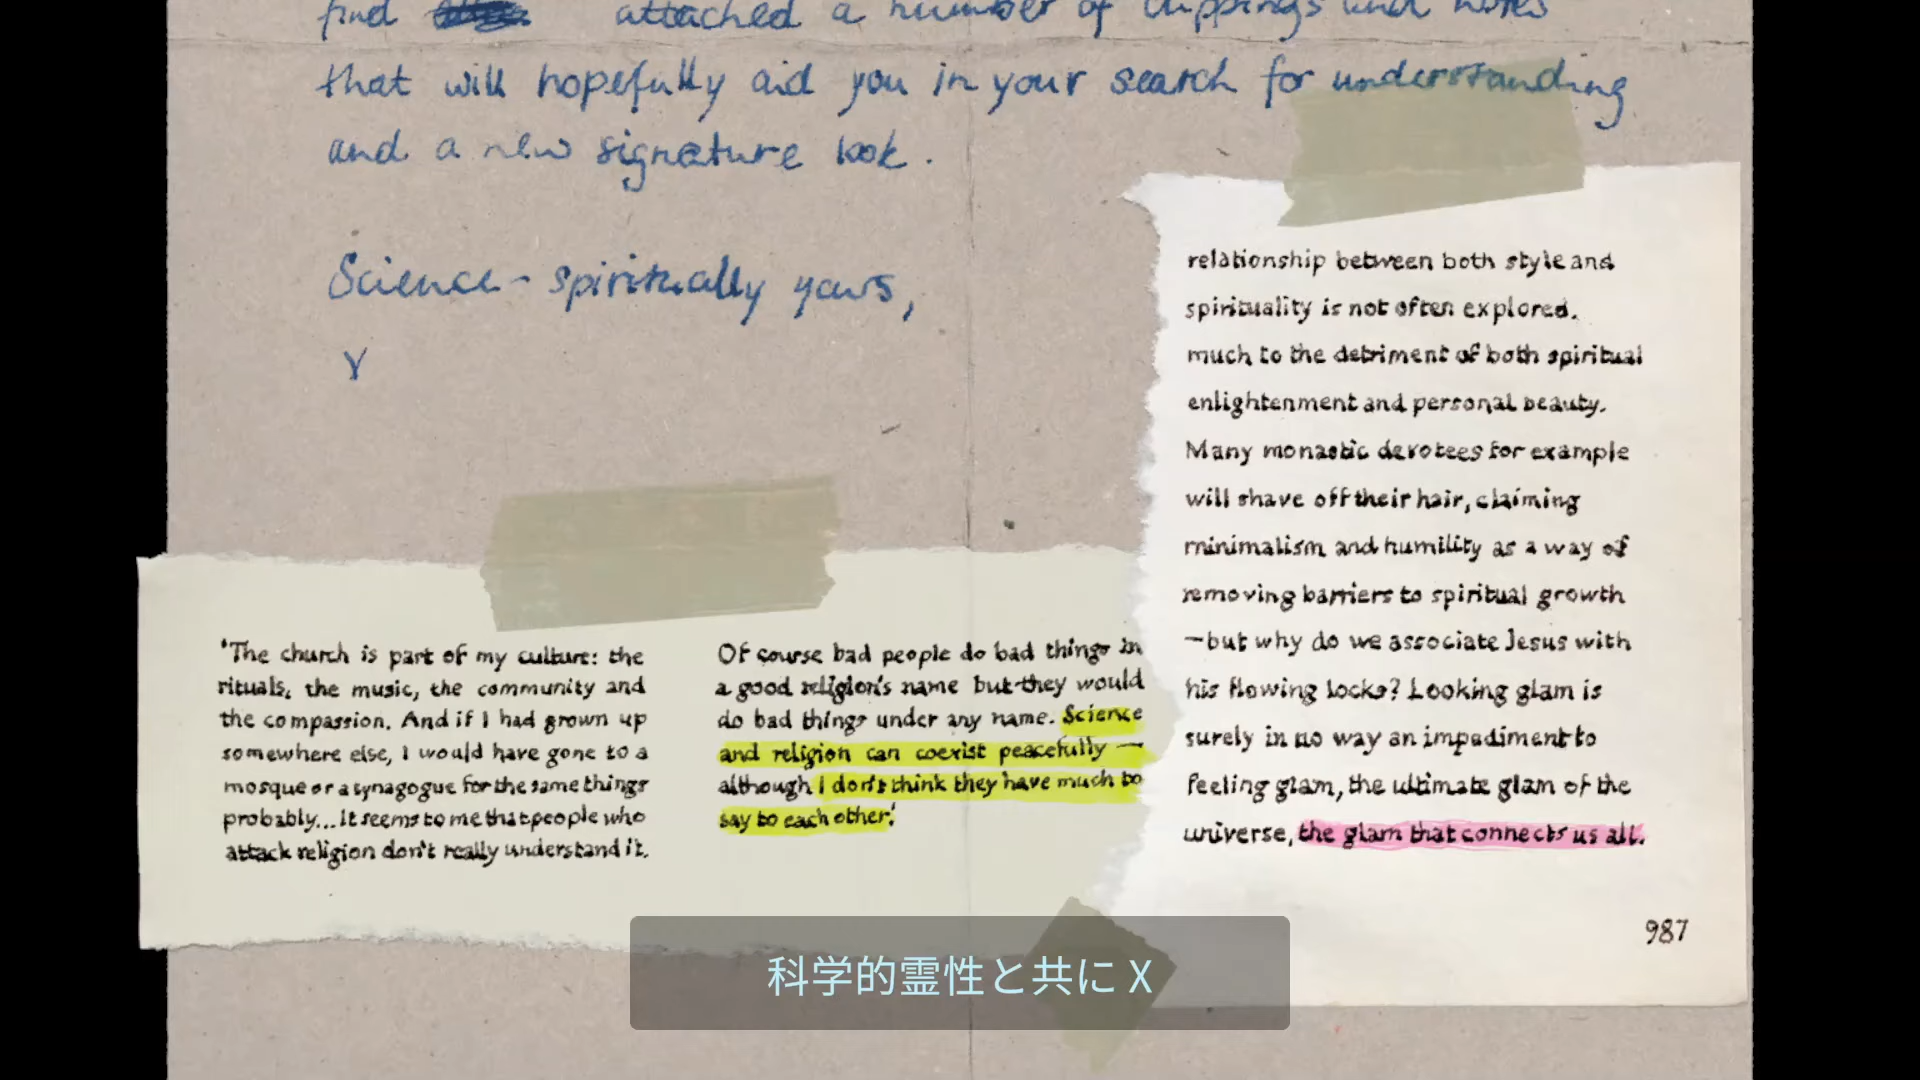 find attached a number of clippings and notes
that will hopefully aid you in your search for understanding
and a new signature look.
Science-spiritually yours,
Y
'The church is part of my culture: the
rituals, the music, the community and
the compassion. And if I had grown up
somewhere else, I would have gone to a
mosque or a synagogue for the same things
probably... It seems to me that people who
attack religion don't really understand it.
Of course bad people do bad things in
a good religion's name but they would
do bad things under any name. Science
and religion can coexist peacefully —
although I don't think they have much to
say to each other.'
relationship between both style and
spirituality is not often explored.
much to the detriment of both spiritual
enlightenment and personal beauty.
Many monastic devotees for example
will shave off their hair, claiming
minimalism and humility as a way of
removing barriers to spiritual growth
—but why do we associate Jesus with
his flowing locks? Looking glam is
surely in no way an impediment to
feeling glam, the ultimate glam of the
universe, the glam that connects us all.
987
科学的霊性と共に X